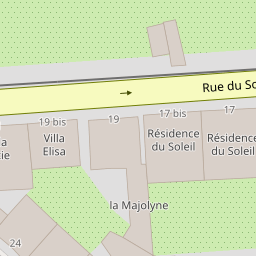 Rue du So
17
17 bis
19
19 bis
Villa
Elisa
Résidence
du Soleil
Résidence
du Soleil
a
ie
la Majolyne
24